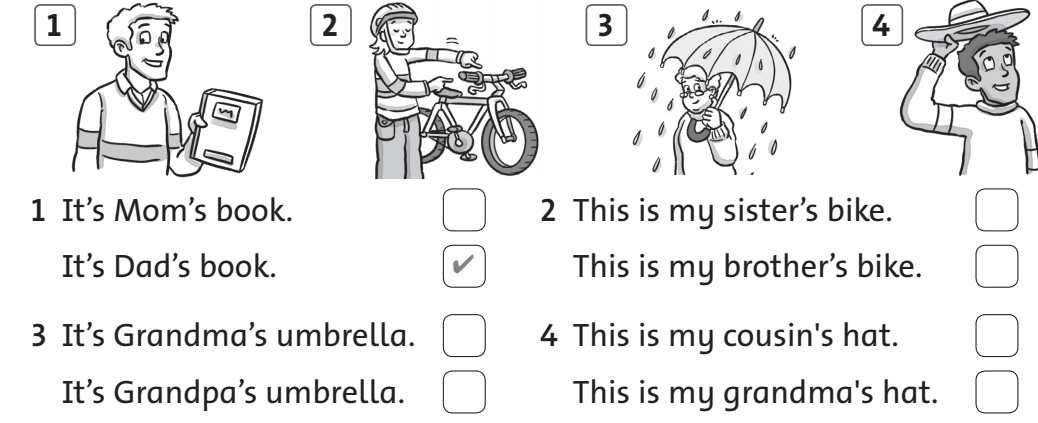 1 2 3 4
1 It's Mom's book.
It's Dad's book. ✔
2 This is my sister's bike.
This is my brother's bike.
3 It's Grandma's umbrella.
It's Grandpa's umbrella.
4 This is my cousin's hat.
This is my grandma's hat.